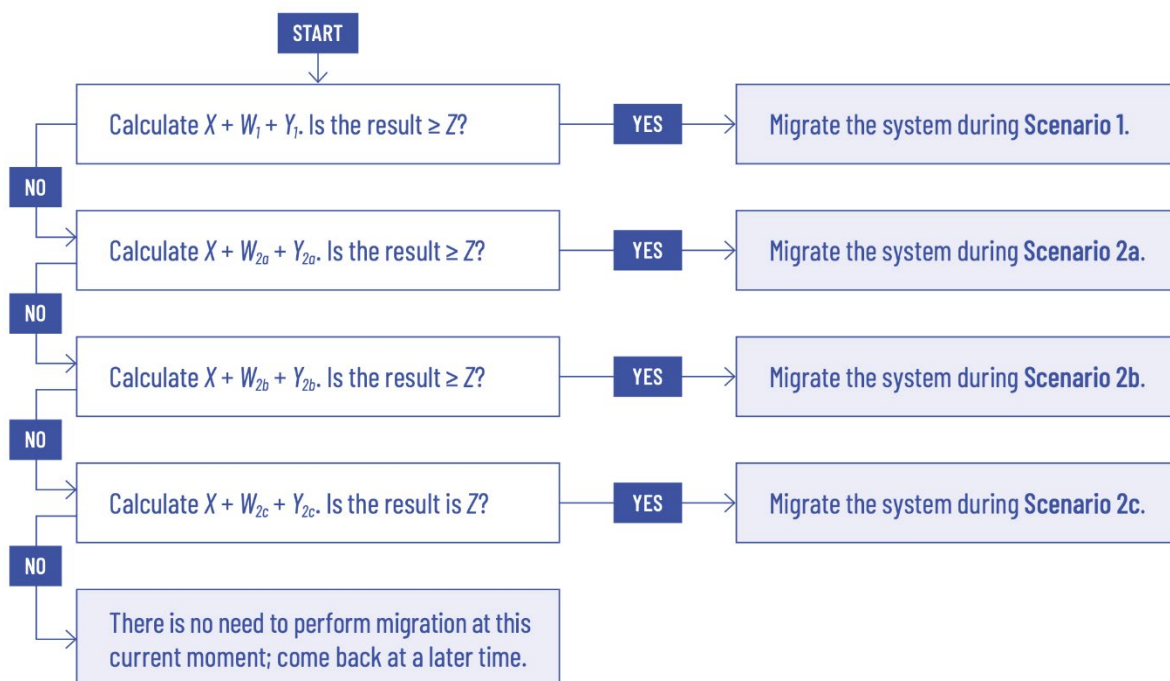 START
Calculate X + W₁ + Y₁. Is the result ≥ Z?
YES
Migrate the system during Scenario 1.
NO
Calculate X + W₂ₐ + Y₂ₐ. Is the result ≥ Z?
YES
Migrate the system during Scenario 2a.
NO
Calculate X + W2b + Y2b. Is the result ≥ Z?
YES
Migrate the system during Scenario 2b.
NO
Calculate X + W2c + Y2c. Is the result is Z?
YES
Migrate the system during Scenario 2c.
NO
There is no need to perform migration at this
current moment; come back at a later time.